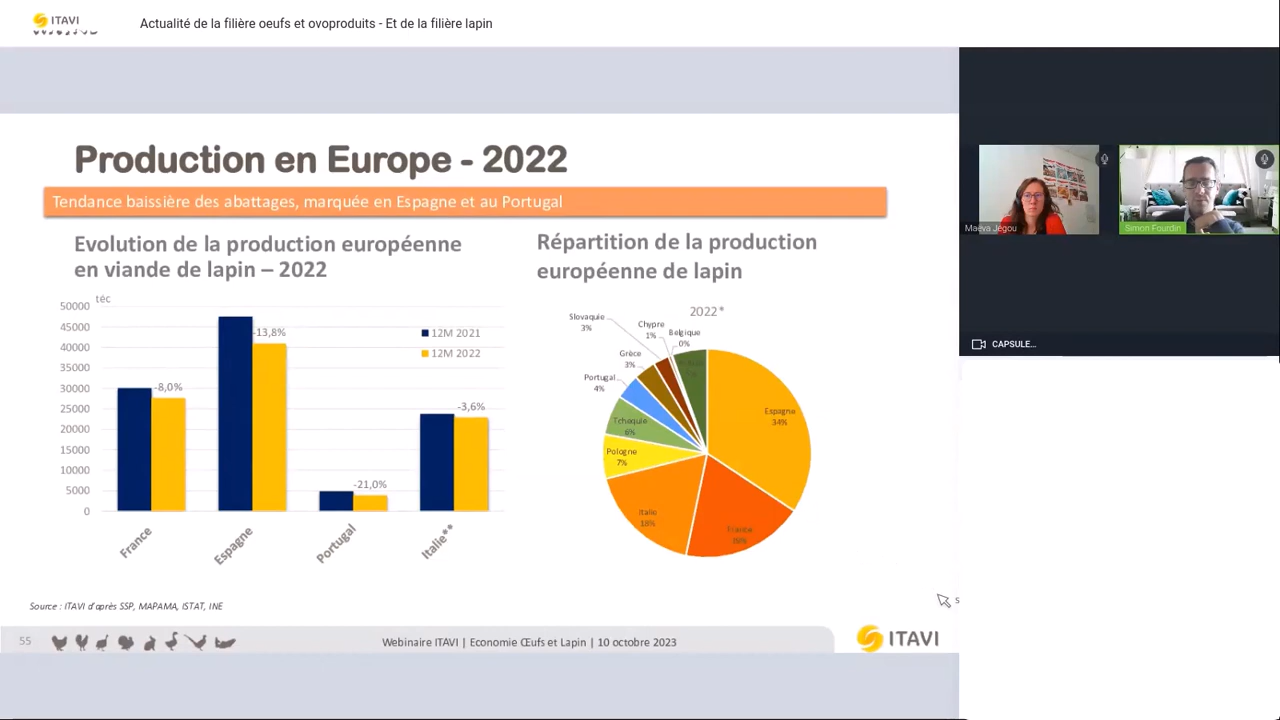 ITAVI
Actualité de la filière oeufs et ovoproduits - Et de la filière lapin
Production en Europe - 2022
Tendance baissière des abattages, marquée en Espagne et au Portugal
Evolution de la production européenne
en viande de lapin – 2022
téc
50000
45000
40000
35000
30000
25000
20000
15000
10000
5000
0
-8,0%
-13,8%
-21,0%
-3,6%
12M 2021
12M 2022
France
Espagne
Portugal
Italie**
Répartition de la production
européenne de lapin
2022*
Slovaquie
3%
Chypre
1%
Belgique
0%
Grèce
3%
Portugal
4%
Tchequie
6%
Pologne
7%
Italie
18%
France
Espagne
34%
Source : ITAVI d'après SSP, MAPAMA, ISTAT, INE
55
Webinaire ITAVI | Economie Œufs et Lapin | 10 octobre 2023
ITAVI
Maëva Jégou
Simon Fourdin
CAPSULE...